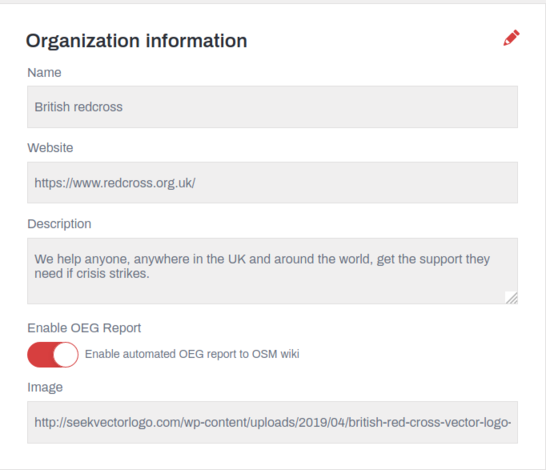 Organization information
Name
British redcross
Website
https://www.redcross.org.uk/
Description
We help anyone, anywhere in the UK and around the world, get the support they
need if crisis strikes.
Enable OEG Report
Enable automated OEG report to OSM wiki
Image
http://seekvectorlogo.com/wp-content/uploads/2019/04/british-red-cross-vector-logo-